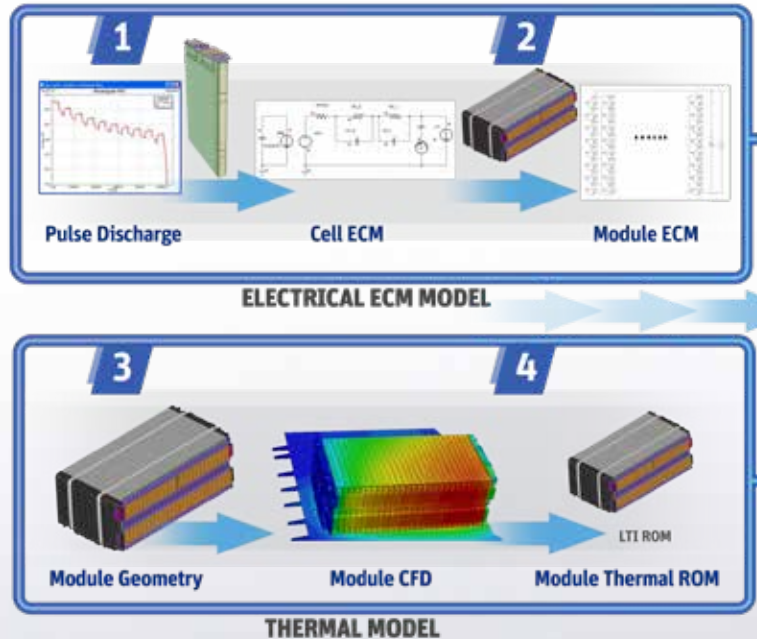 1
2
Pulse Discharge
Cell ECM
Module ECM
ELECTRICAL ECM MODEL
3
4
LTI ROM
Module Geometry
Module CFD
Module Thermal ROM
THERMAL MODEL